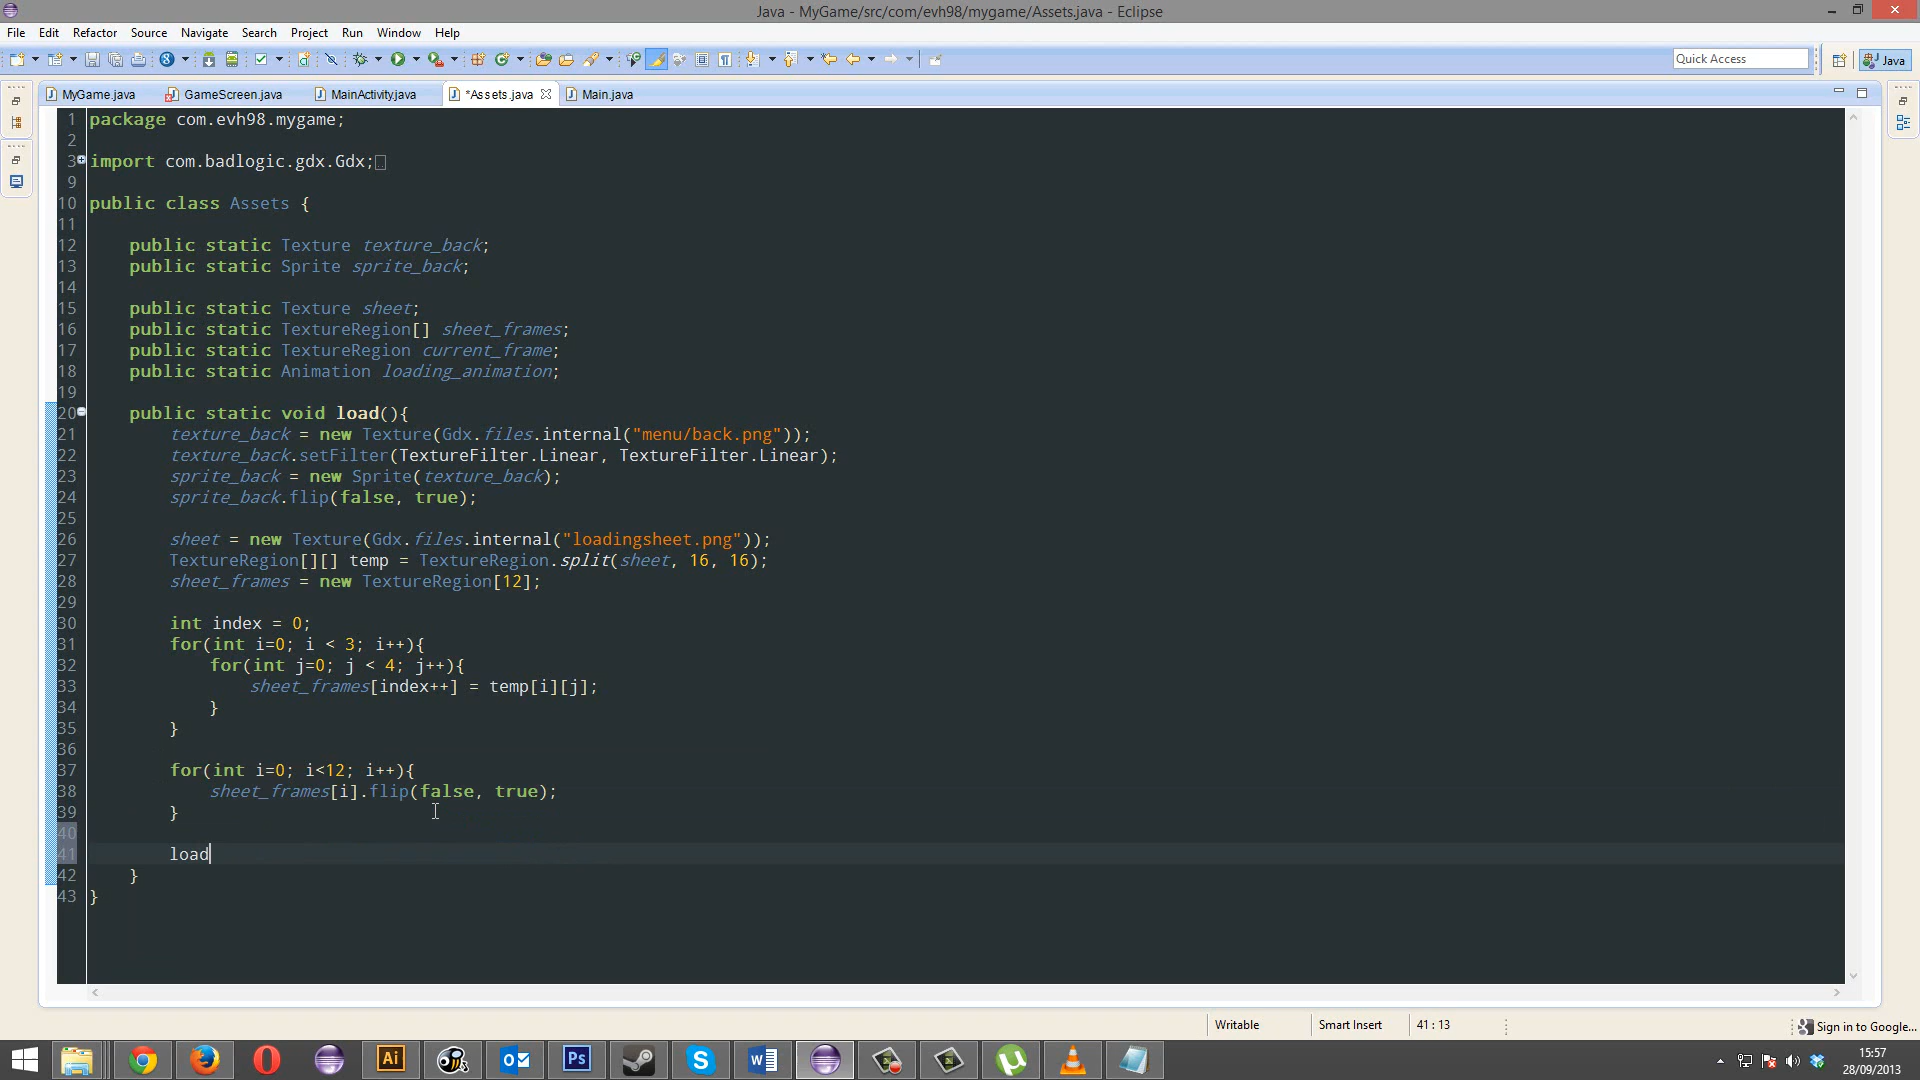 Java - MyGame/src/com/evh98/mygame/Assets.java - Eclipse
File Edit Refactor Source Navigate Search Project Run Window Help
Quick Access
Java
MyGame.java GameScreen.java MainActivity.java *Assets.java Main.java
1 package com.evh98.mygame;
2
3 import com.badlogic.gdx.Gdx;
9
10 public class Assets {
11
12 public static Texture texture_back;
13 public static Sprite sprite_back;
14
15 public static Texture sheet;
16 public static TextureRegion[] sheet_frames;
17 public static TextureRegion current_frame;
18 public static Animation loading_animation;
19
20 public static void load(){
21 texture_back = new Texture(Gdx.files.internal("menu/back.png"));
22 texture_back.setFilter(TextureFilter.Linear, TextureFilter.Linear);
23 sprite_back = new Sprite(texture_back);
24 sprite_back.flip(false, true);
25
26 sheet = new Texture(Gdx.files.internal("loadingsheet.png"));
27 TextureRegion[][] temp = TextureRegion.split(sheet, 16, 16);
28 sheet_frames = new TextureRegion[12];
29
30 int index = 0;
31 for(int i=0; i < 3; i++){
32 for(int j=0; j < 4; j++){
33 sheet_frames[index++] = temp[i][j];
34 }
35 }
36
37 for(int i=0; i<12; i++){
38 sheet_frames[i].flip(false, true);
39 }
40
41 load
42 }
43 }
Writable Smart Insert 41 : 13
Sign in to Google...
Ai Ps
15:57
28/09/2013